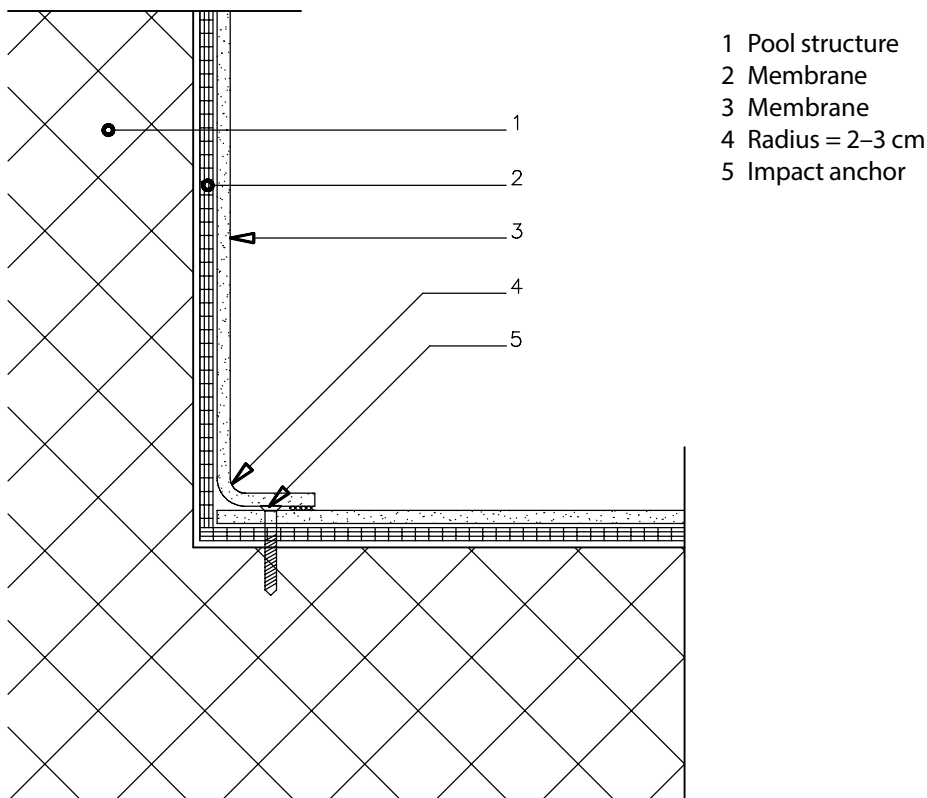 1
2
3
4
5
1 Pool structure
2 Membrane
3 Membrane
4 Radius = 2–3 cm
5 Impact anchor